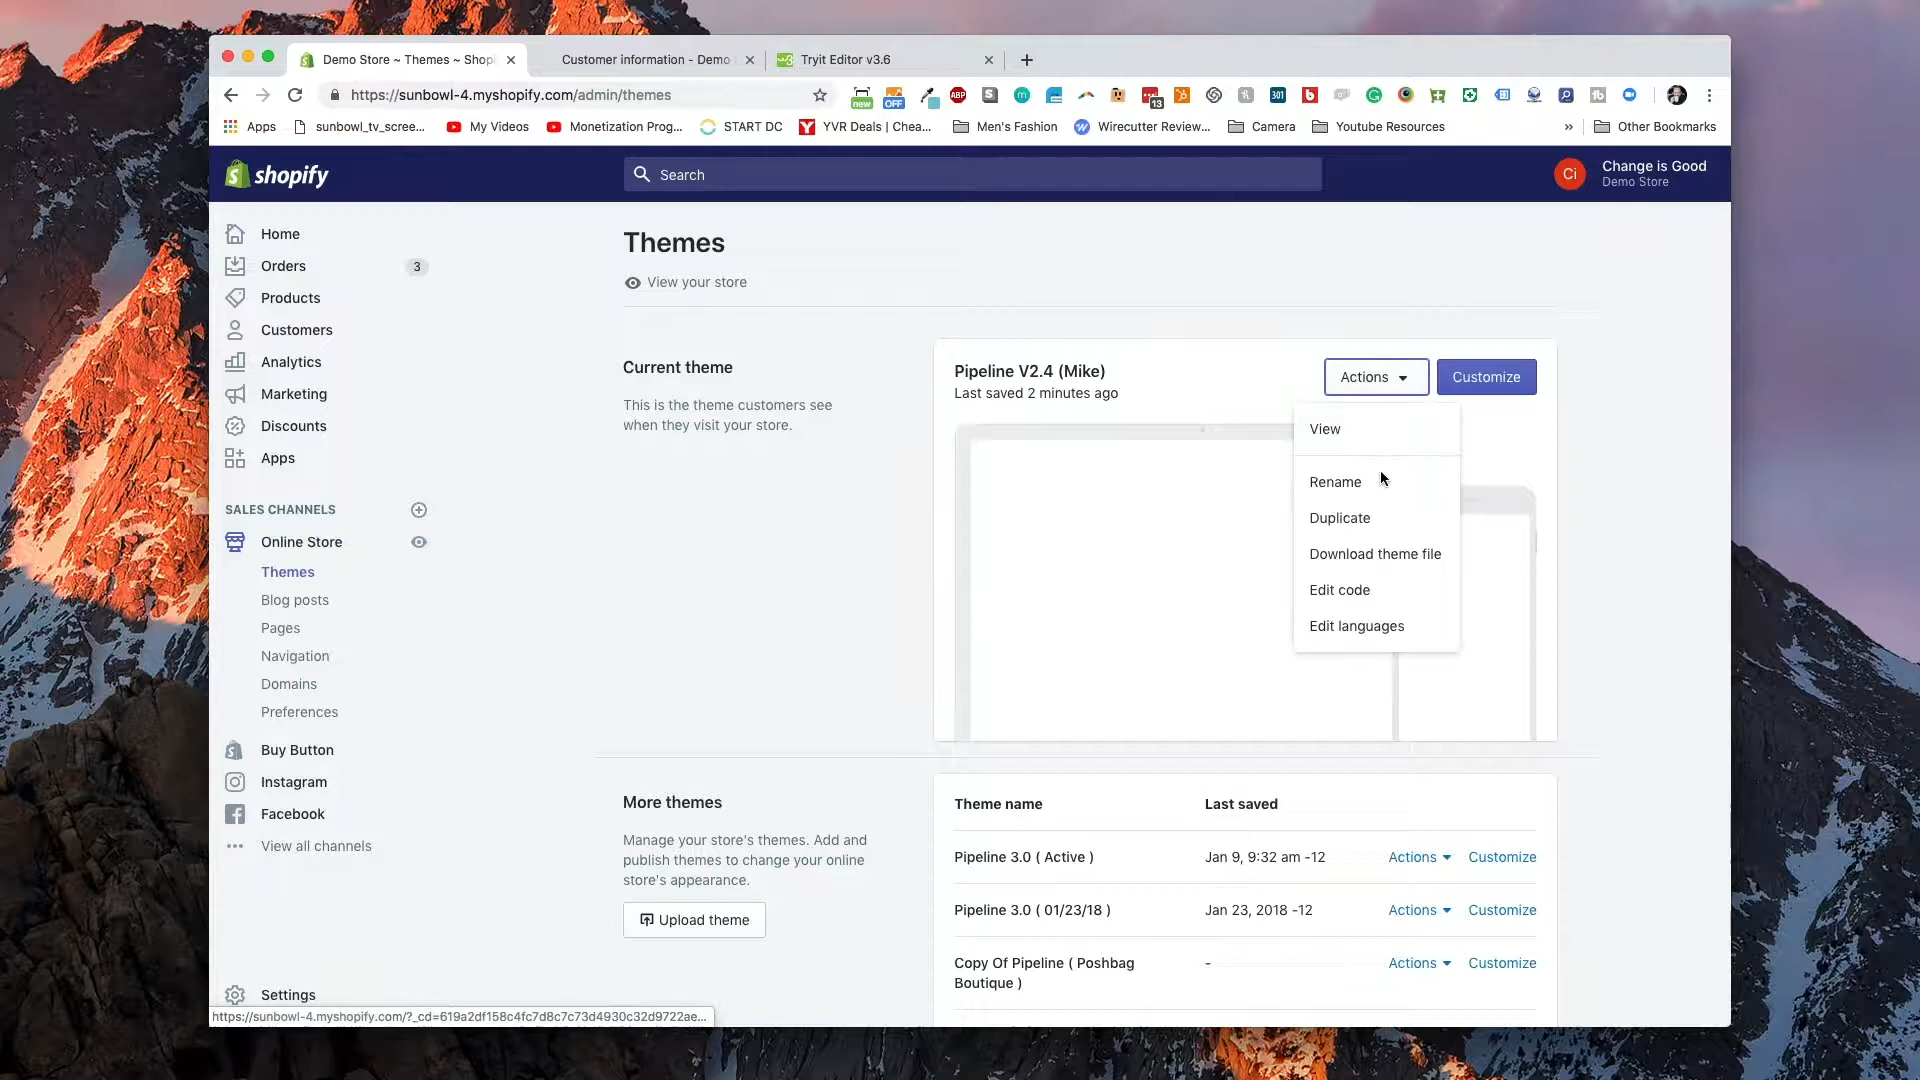 Demo Store ~ Themes ~ Shopi
Customer information - Demo
Tryit Editor v3.6
https://sunbowl-4.myshopify.com/admin/themes
new
OFF
ABP
13
301
Apps
sunbowl_tv_scree...
My Videos
Monetization Prog...
START DC
YVR Deals | Chea...
Men's Fashion
Wirecutter Review...
Camera
Youtube Resources
»
Other Bookmarks
shopify
Search
Ci
Change is Good
Demo Store
Home
Orders
3
Products
Customers
Analytics
Marketing
Discounts
Apps
SALES CHANNELS
Online Store
Themes
Blog posts
Pages
Navigation
Domains
Preferences
Buy Button
Instagram
Facebook
View all channels
Settings
https://sunbowl-4.myshopify.com/?_cd=619a2df158c4fc7d8c7c73d4930c32d9722ae...
Themes
View your store
Current theme
This is the theme customers see
when they visit your store.
Pipeline V2.4 (Mike)
Last saved 2 minutes ago
Actions
Customize
View
Rename
Duplicate
Download theme file
Edit code
Edit languages
More themes
Manage your store's themes. Add and
publish themes to change your online
store's appearance.
Upload theme
Theme name Last saved
Pipeline 3.0 ( Active ) Jan 9, 9:32 am -12 Actions Customize
Pipeline 3.0 ( 01/23/18 ) Jan 23, 2018 -12 Actions Customize
Copy Of Pipeline ( Poshbag - Actions Customize
Boutique )